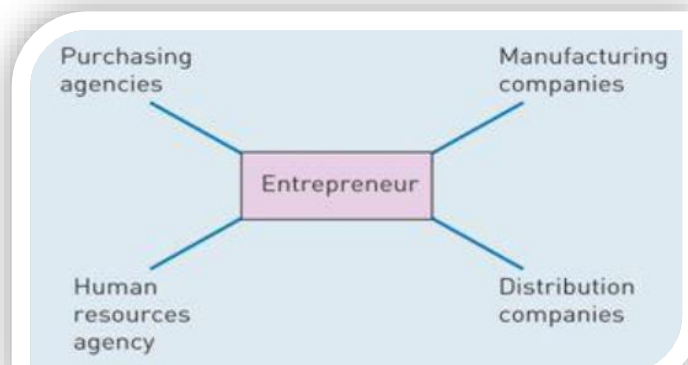 Purchasing
agencies
Manufacturing
companies
Entrepreneur
Human
resources
agency
Distribution
companies